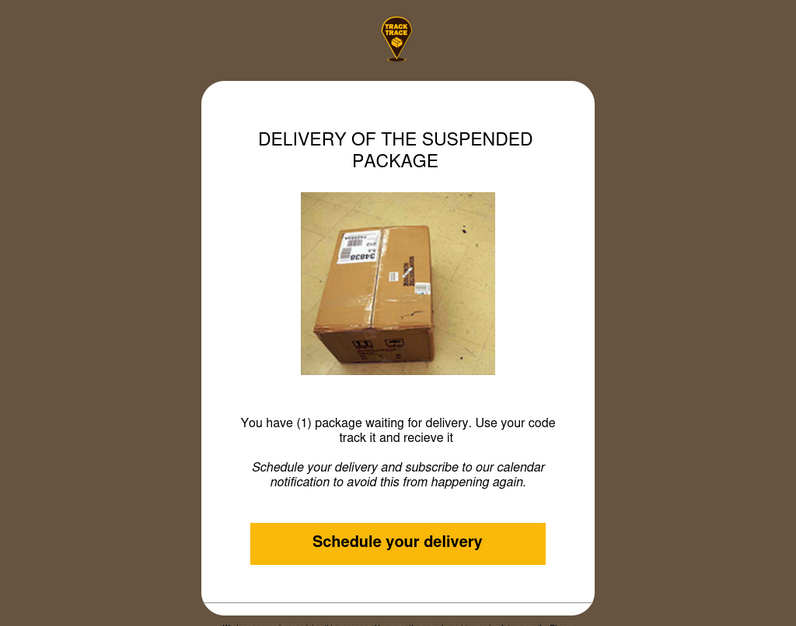 TRACK
TRACE
DELIVERY OF THE SUSPENDED
PACKAGE
34838
You have (1) package waiting for delivery. Use your code
track it and recieve it
Schedule your delivery and subscribe to our calendar
notification to avoid this from happening again.
Schedule your delivery